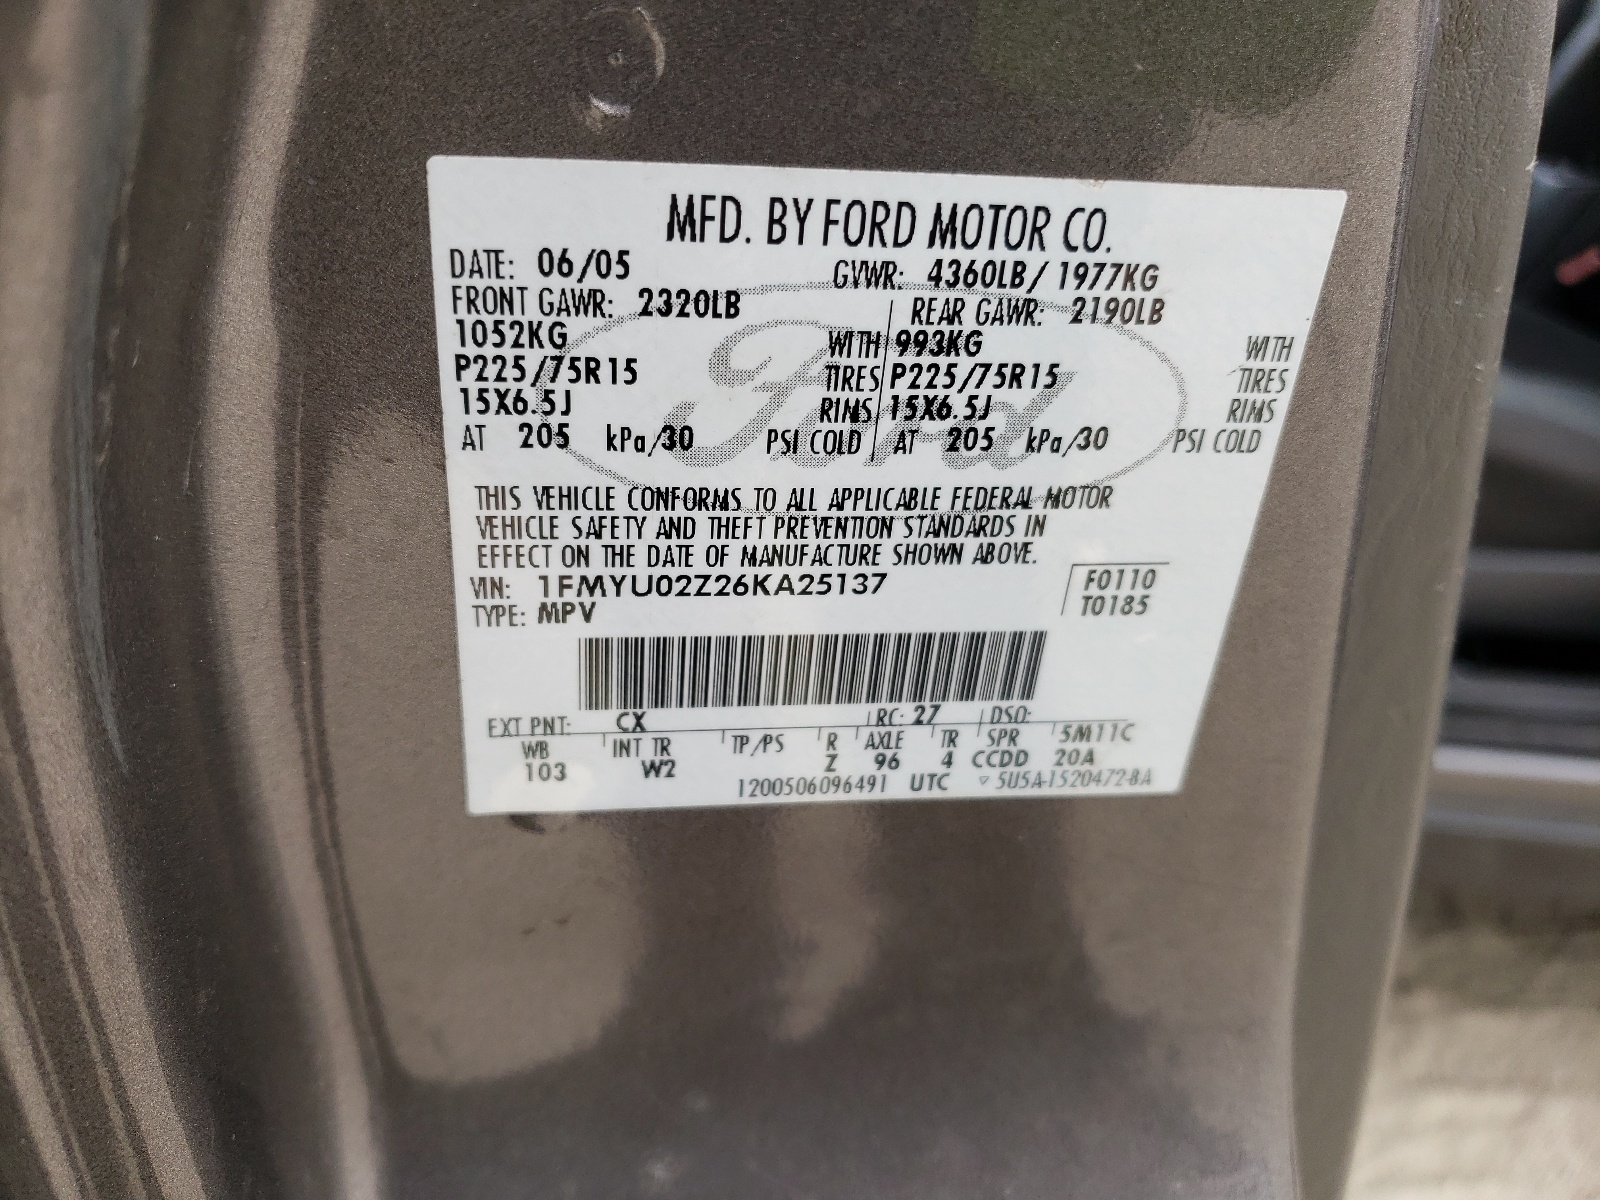 MFD. BY FORD MOTOR CO.
DATE: 06/05 GVWR: 4360LB/ 1977KG
FRONT GAWR: 2320LB REAR GAWR: 2190LB
1052KG WITH 993KG WITH
P225/75R15 TIRES P225/75R15 TIRES
15X6.5J RIMS 15X6.5J RIMS
AT 205 kPa/30 PSI COLD AT 205 kPa/30 PSI COLD
Ford
THIS VEHICLE CONFORMS TO ALL APPLICABLE FEDERAL MOTOR
VEHICLE SAFETY AND THEFT PREVENTION STANDARDS IN
EFFECT ON THE DATE OF MANUFACTURE SHOWN ABOVE.
VIN: 1FMYU02Z26KA25137 F0110
TYPE: MPV T0185
EXT PNT: CX RC: 27 DSO:
WB INT TR TP/PS R AXLE TR SPR 5M11C
103 W2 Z 96 4 CCDD 20A
1200506096491 UTC ▽ 5U5A-1520472-BA